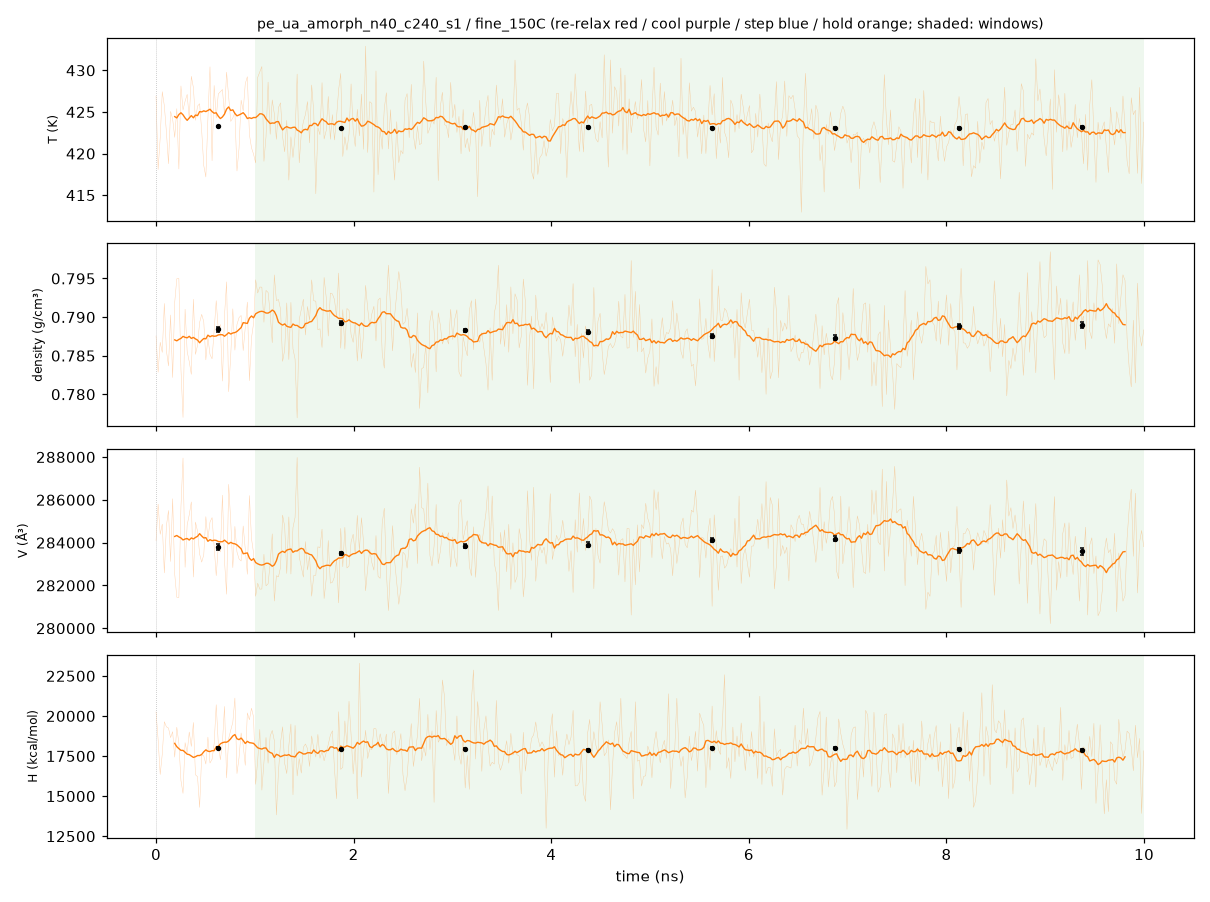 pe_ua_amorph_n40_c240_s1 / fine_150C (re-relax red / cool purple / step blue / hold orange; shaded: windows)
T (K)
430
425
420
415
density (g/cm³)
0.795
0.790
0.785
0.780
V (Å³)
288000
286000
284000
282000
280000
H (kcal/mol)
22500
20000
17500
15000
12500
0 2 4 6 8 10
time (ns)